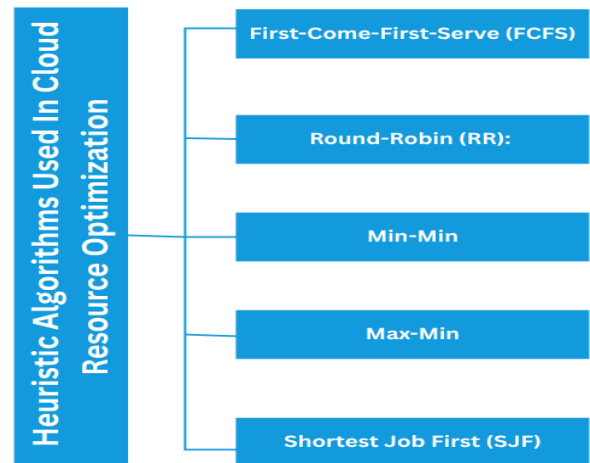 Heuristic Algorithms Used In Cloud
Resource Optimization
First-Come-First-Serve (FCFS)
Round-Robin (RR):
Min-Min
Max-Min
Shortest Job First (SJF)